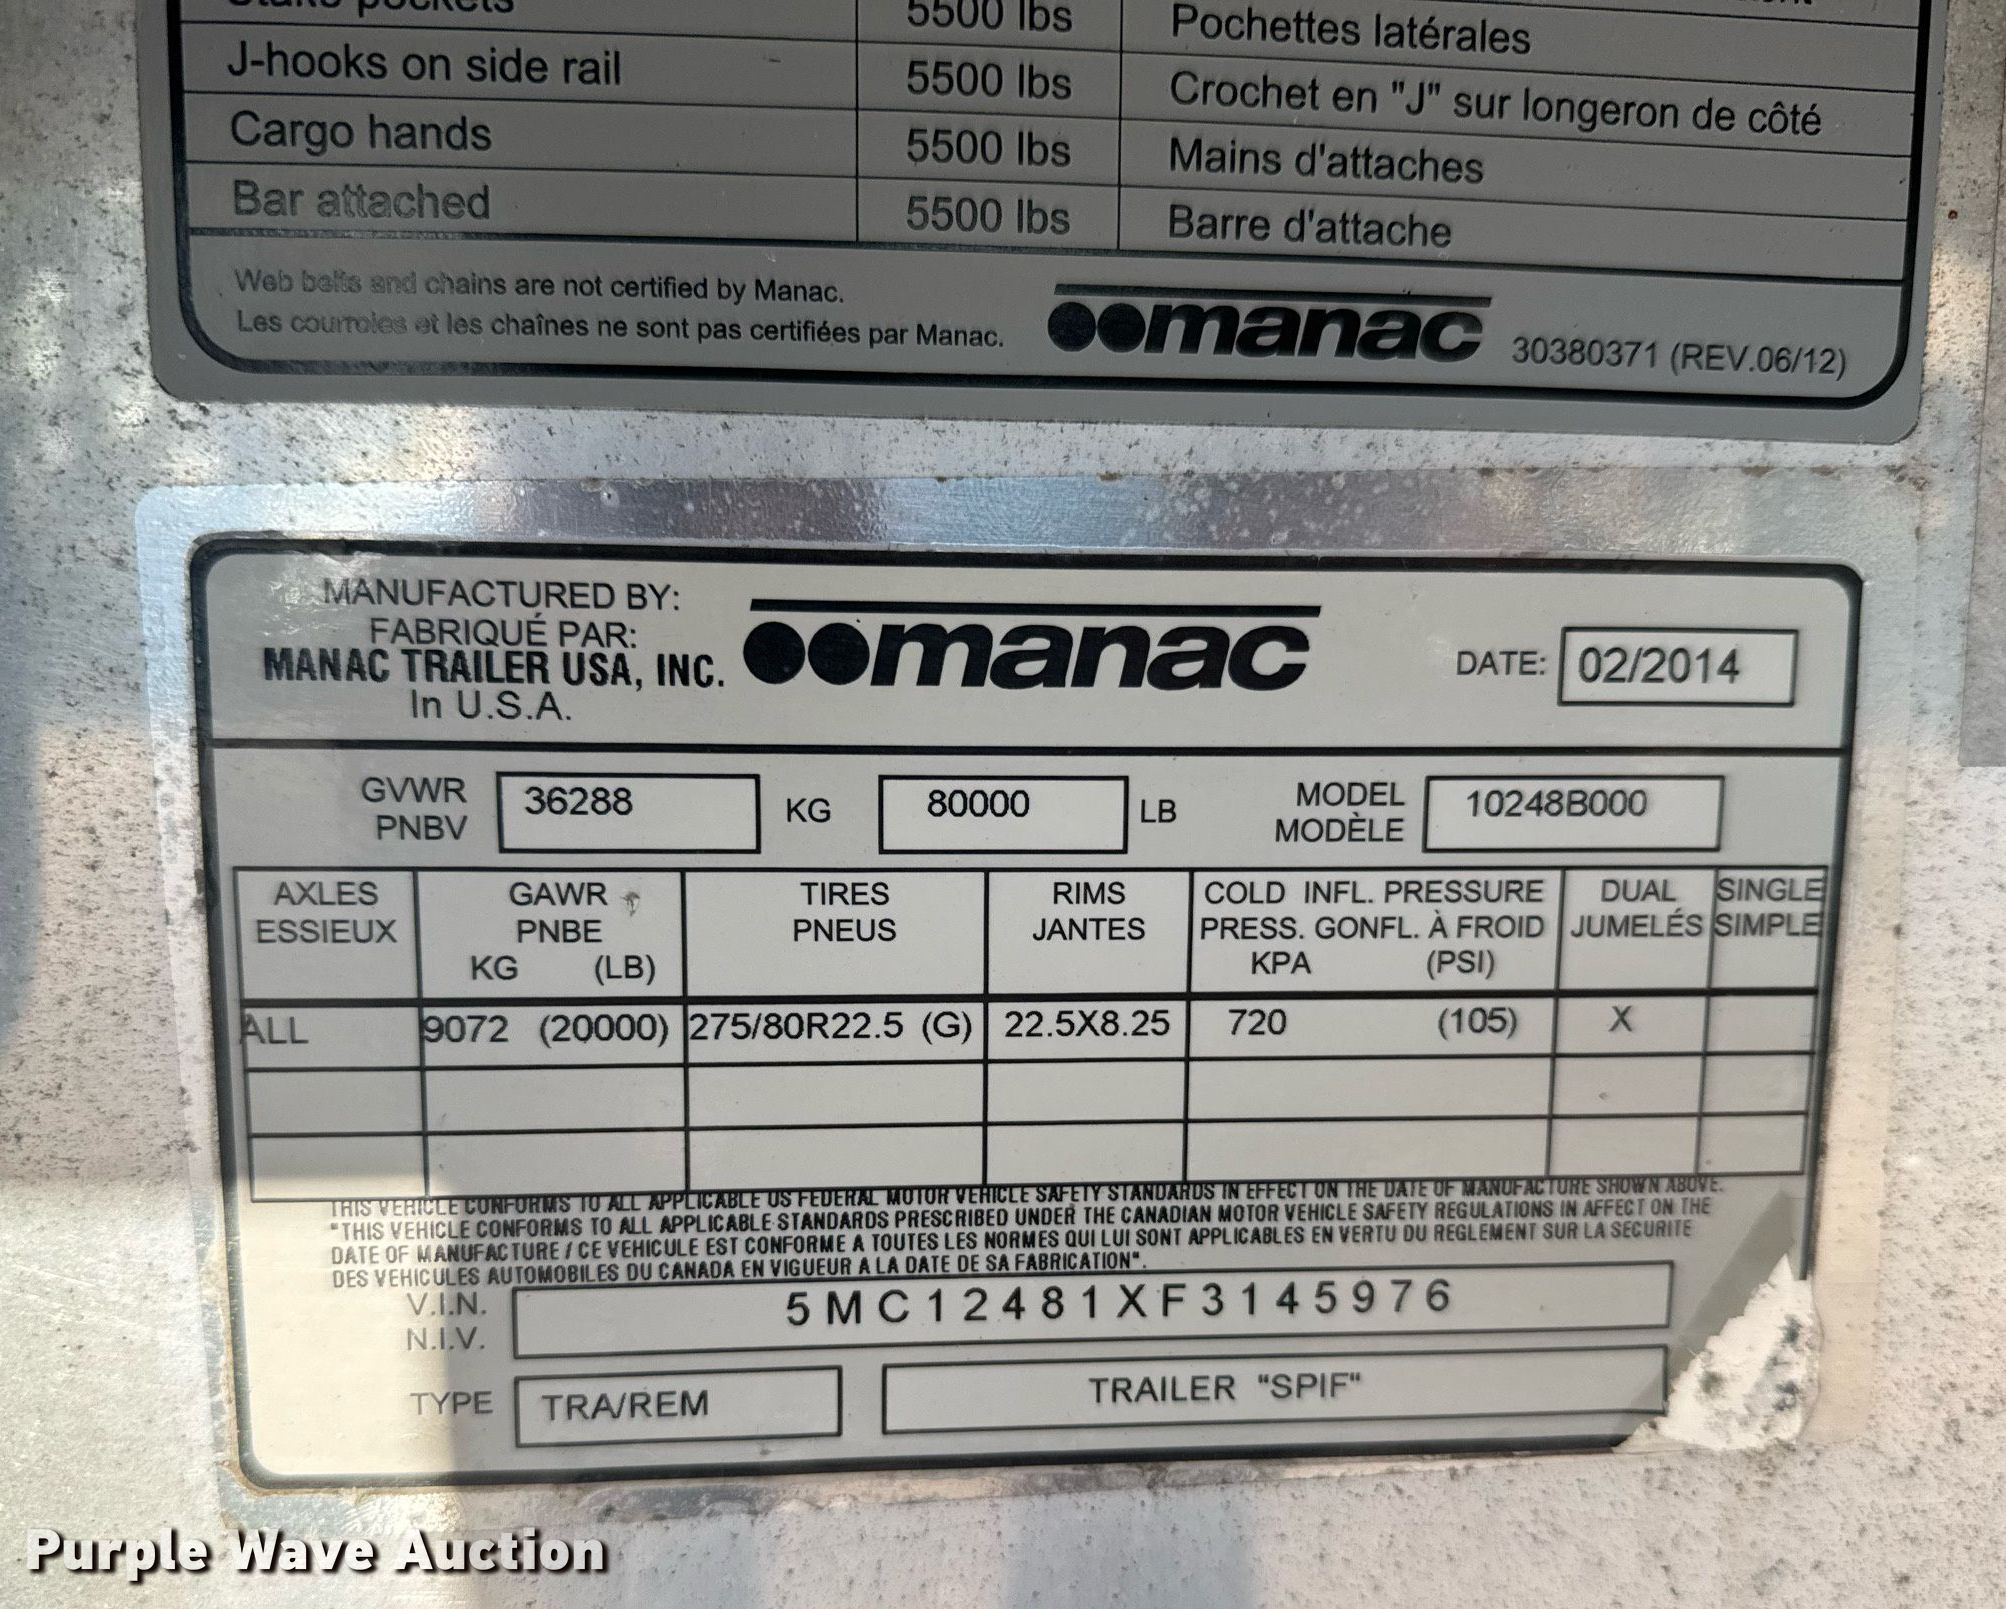 Stake pockets 5500 lbs Pochettes latérales
J-hooks on side rail 5500 lbs Crochet en "J" sur longeron de côté
Cargo hands 5500 lbs Mains d'attaches
Bar attached 5500 lbs Barre d'attache
Web belts and chains are not certified by Manac.
Les courroies et les chaînes ne sont pas certifiées par Manac.
manac 30380371 (REV.06/12)
MANUFACTURED BY:
FABRIQUÉ PAR:
MANAC TRAILER USA, INC.
In U.S.A.
manac
DATE: 02/2014
GVWR
PNBV
36288 KG 80000 LB
MODEL
MODÈLE
10248B000
AXLES
ESSIEUX
GAWR
PNBE
KG (LB)
TIRES
PNEUS
RIMS
JANTES
COLD INFL. PRESSURE
PRESS. GONFL. À FROID
KPA (PSI)
DUAL
JUMELÉS
SINGLE
SIMPLE
ALL 9072 (20000) 275/80R22.5 (G) 22.5X8.25 720 (105) X
THIS VEHICLE CONFORMS TO ALL APPLICABLE US FEDERAL MOTOR VEHICLE SAFETY STANDARDS IN EFFECT ON THE DATE OF MANUFACTURE SHOWN ABOVE.
"THIS VEHICLE CONFORMS TO ALL APPLICABLE STANDARDS PRESCRIBED UNDER THE CANADIAN MOTOR VEHICLE SAFETY REGULATIONS IN AFFECT ON THE
DATE OF MANUFACTURE / CE VEHICULE EST CONFORME A TOUTES LES NORMES QUI LUI SONT APPLICABLES EN VERTU DU REGLEMENT SUR LA SECURITE
DES VEHICULES AUTOMOBILES DU CANADA EN VIGUEUR A LA DATE DE SA FABRICATION".
V.I.N.
N.I.V.
5MC12481XF3145976
TYPE TRA/REM TRAILER "SPIF"
Purple Wave Auction